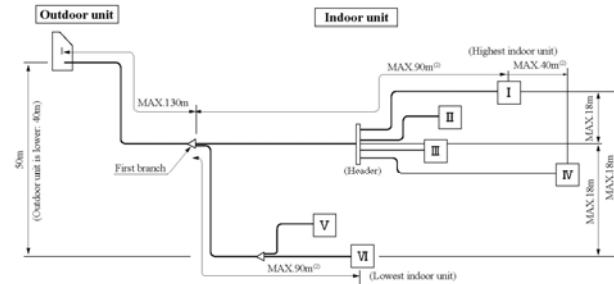 Outdoor unit
Indoor unit
(Highest indoor unit)
MAX.90m(2)
MAX.40m(2)
MAX.130m
I
II
III
IV
MAX.18m
MAX.18m
MAX.18m
50m
(Outdoor unit is lower: 40m)
First branch
(Header)
V
VI
MAX.90m(2)
(Lowest indoor unit)